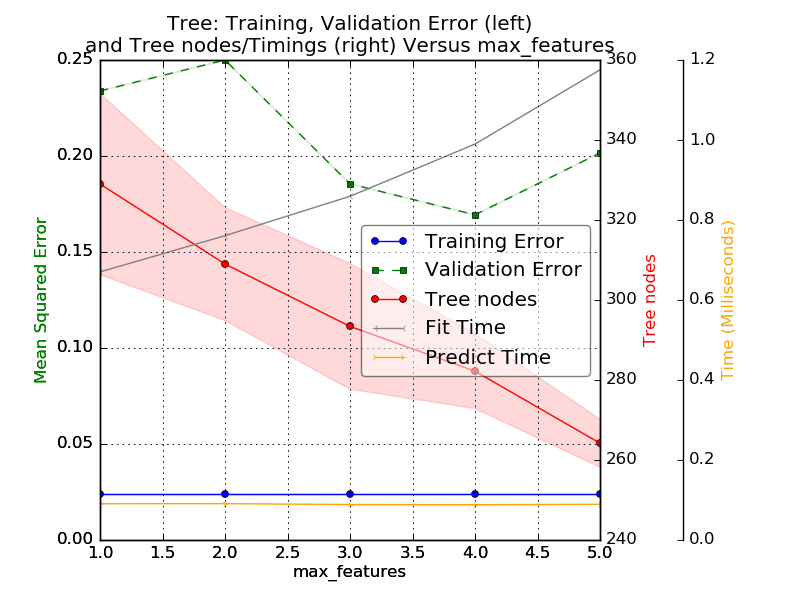 Tree: Training, Validation Error (left)
and Tree nodes/Timings (right) Versus max_features
0.25
0.20
0.15
0.10
0.05
0.00
Mean Squared Error
1.0 1.5 2.0 2.5 3.0 3.5 4.0 4.5 5.0
max_features
Training Error
Validation Error
Tree nodes
Fit Time
Predict Time
360
340
320
300
280
260
240
Tree nodes
1.2
1.0
0.8
0.6
0.4
0.2
0.0
Time (Milliseconds)